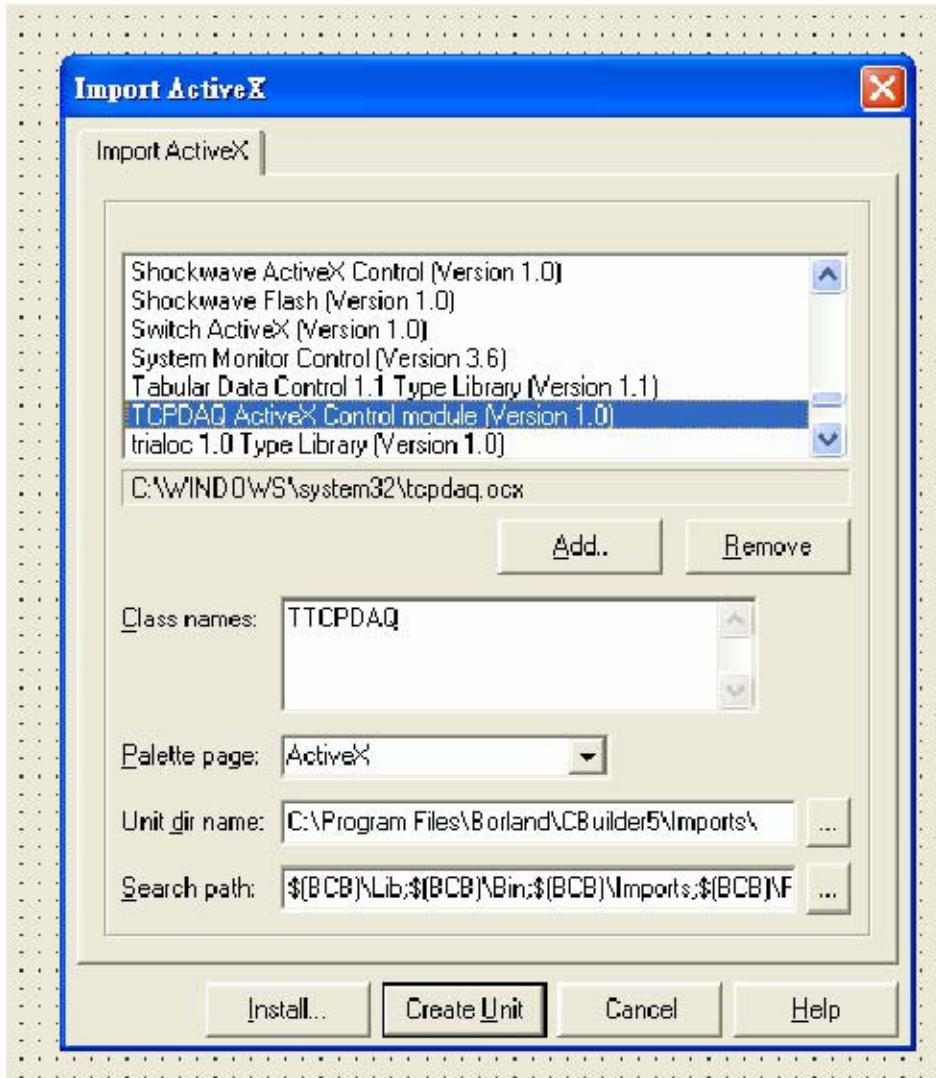 Import ActiveX
Import ActiveX
Shockwave ActiveX Control (Version 1.0)
Shockwave Flash (Version 1.0)
Switch ActiveX (Version 1.0)
System Monitor Control (Version 3.6)
Tabular Data Control 1.1 Type Library (Version 1.1)
TCPDAQ ActiveX Control module (Version 1.0)
trialoc 1.0 Type Library (Version 1.0)
C:\WINDOWS\system32\tcpdaq.ocx
Add..
Remove
Class names:
TTCPDAQ
Palette page:
ActiveX
Unit dir name:
C:\Program Files\Borland\CBuilder5\Imports\
...
Search path:
$(BCB)\Lib;$(BCB)\Bin;$(BCB)\Imports;$(BCB)\F
...
Install...
Create Unit
Cancel
Help